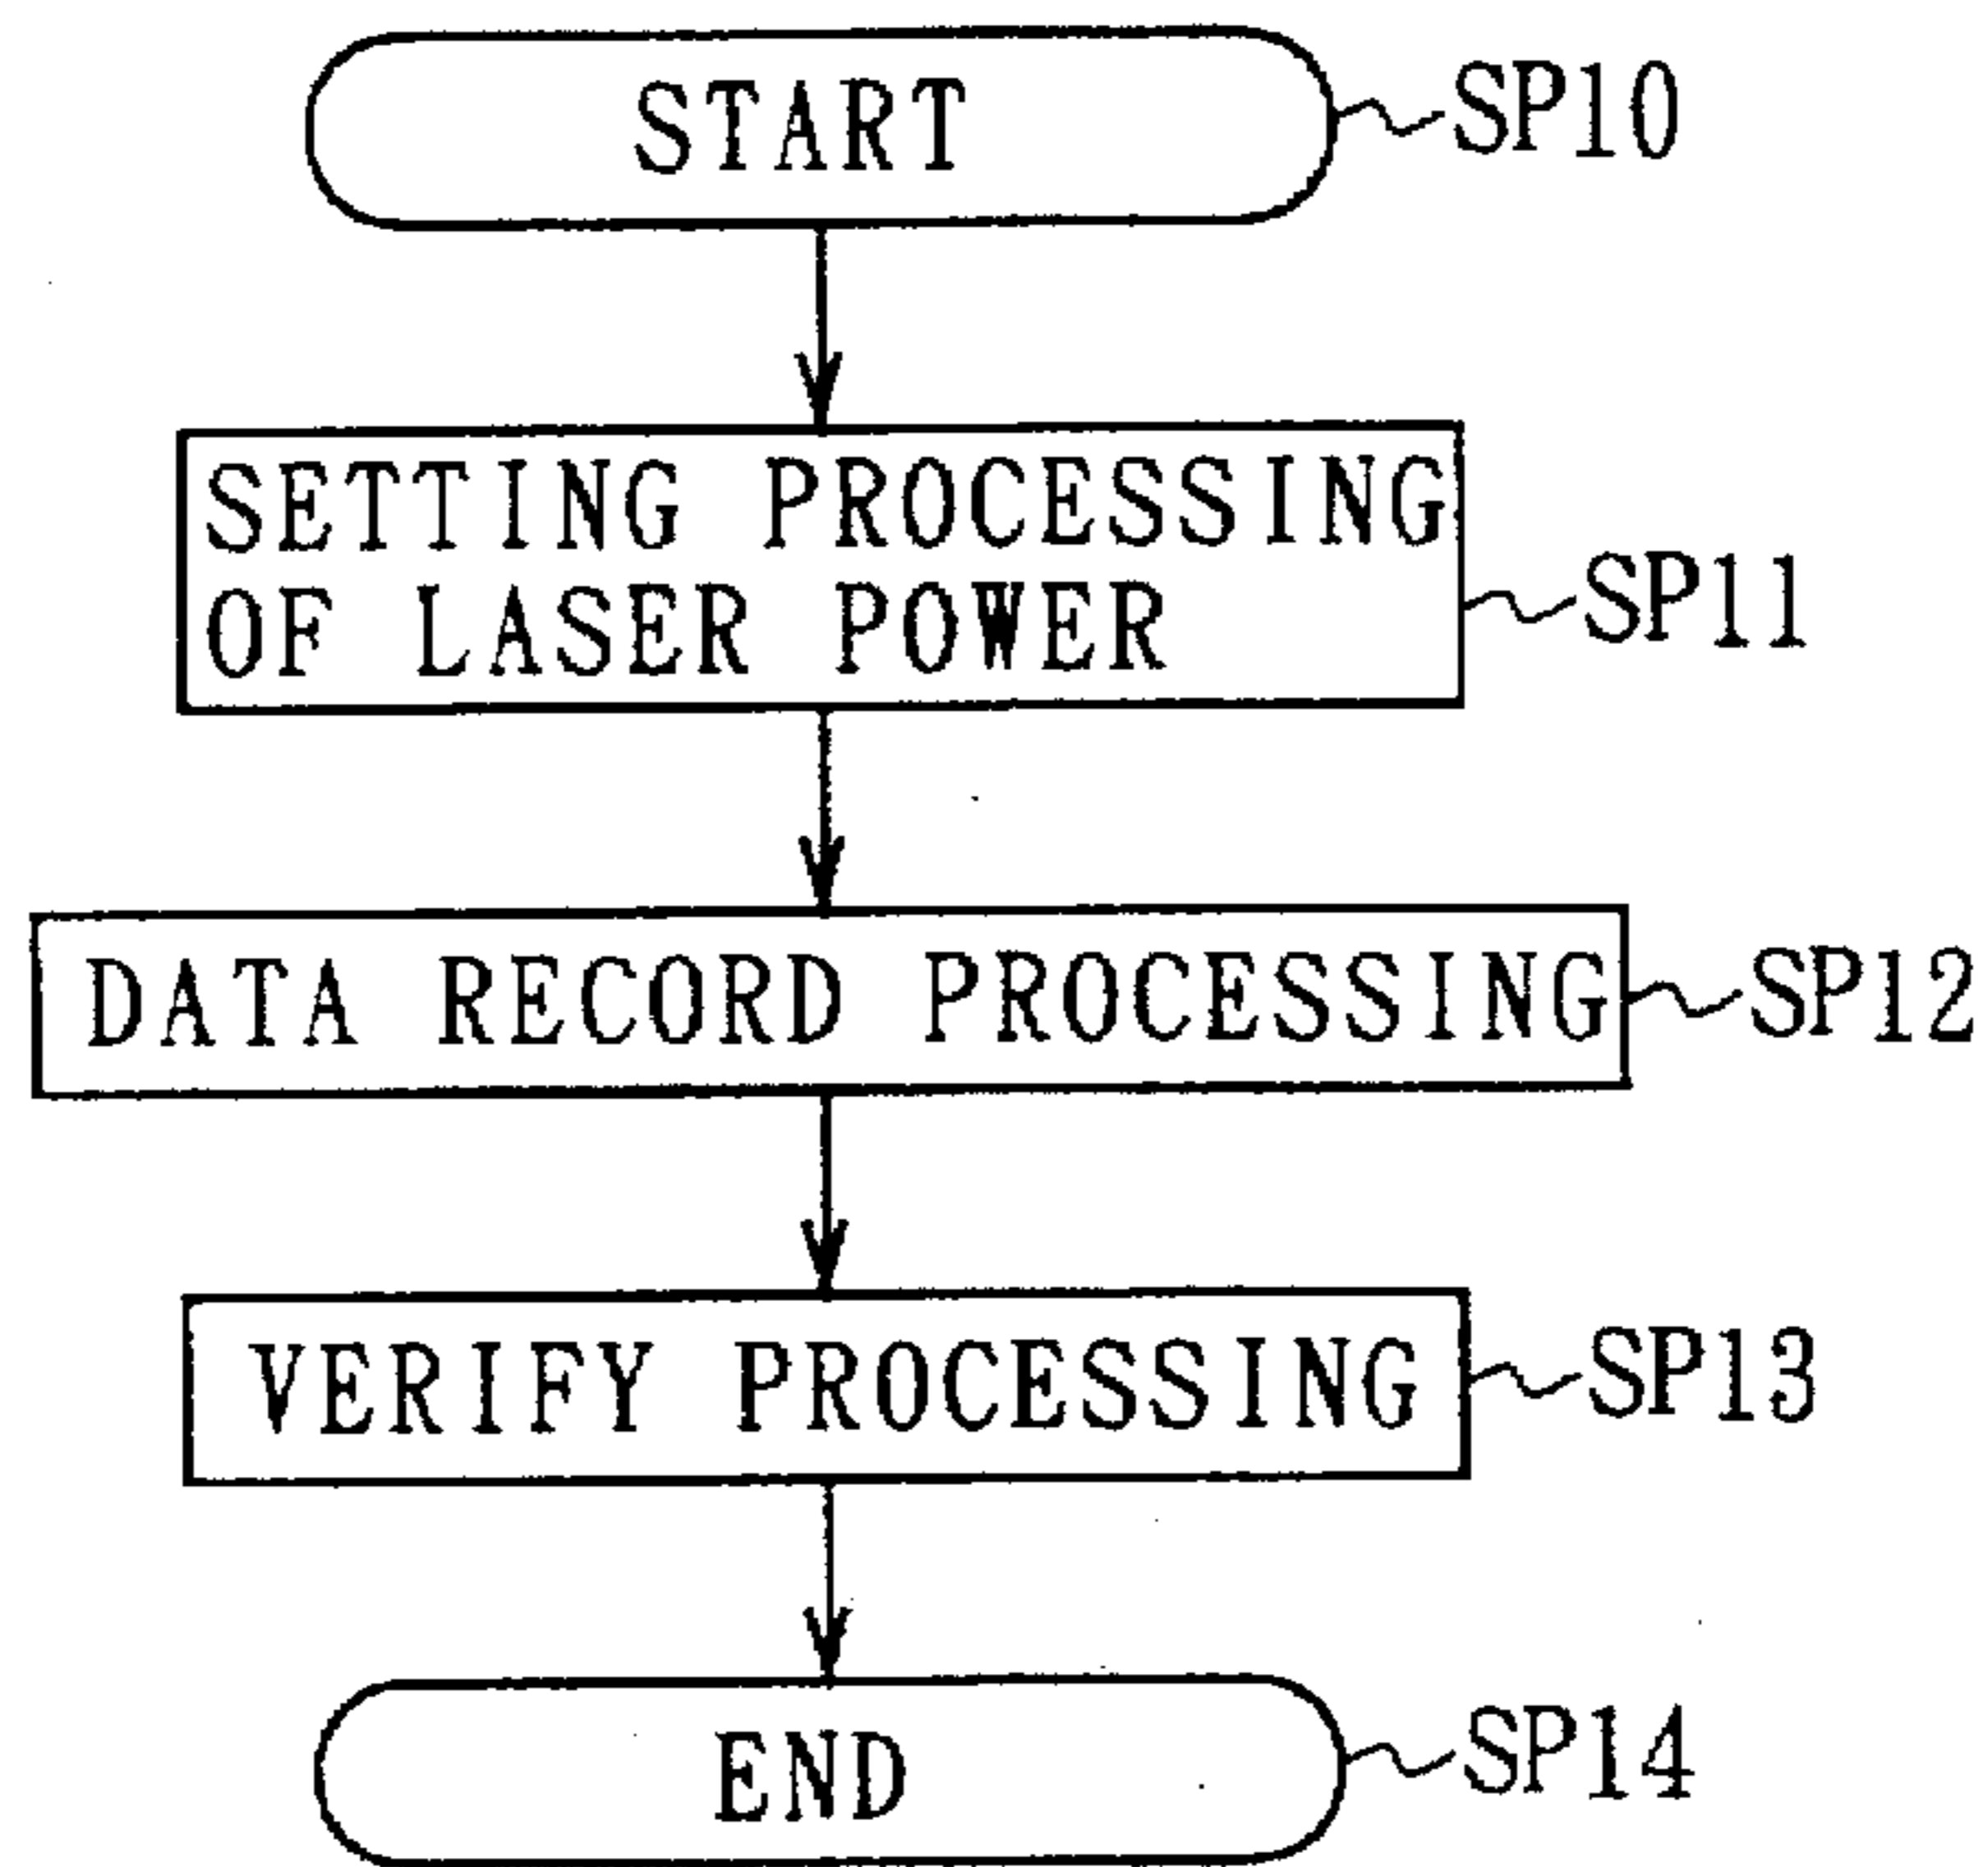 START
SP10
SETTING PROCESSING
OF LASER POWER
SP11
DATA RECORD PROCESSING
SP12
VERIFY PROCESSING
SP13
END
SP14